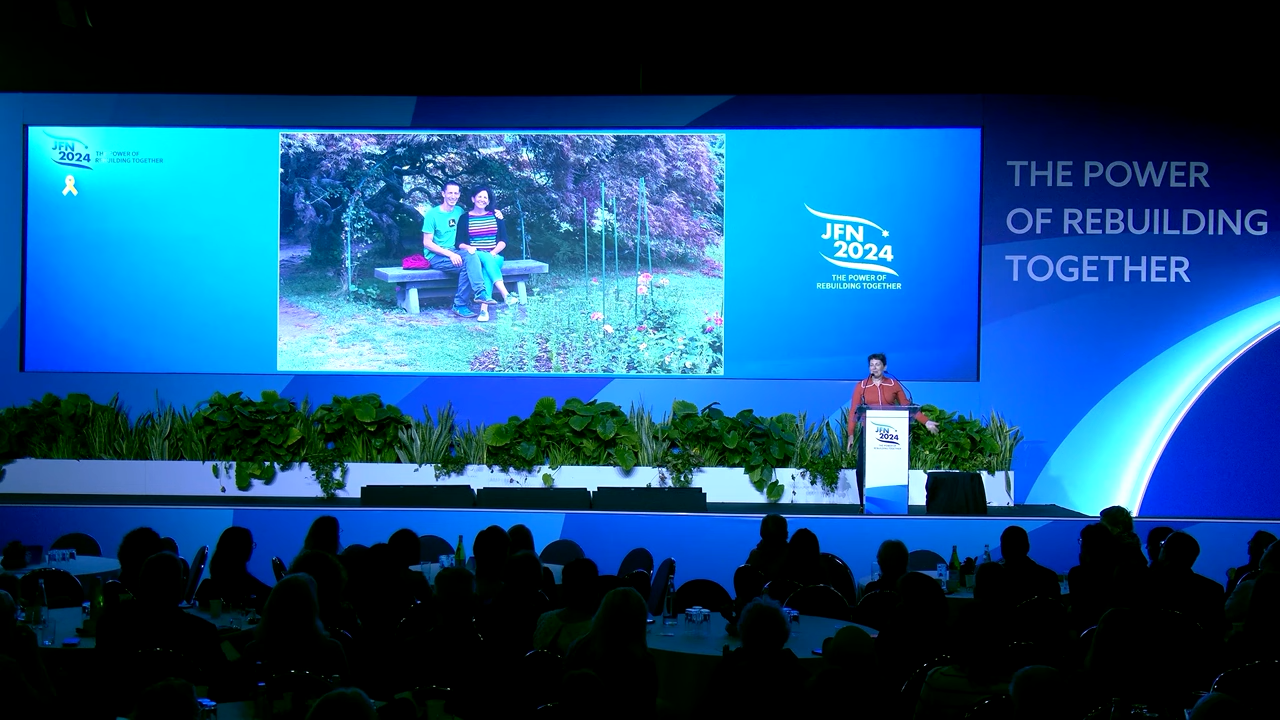 JFN
2024
THE POWER OF
REBUILDING TOGETHER
JFN
2024
THE POWER OF
REBUILDING TOGETHER
THE POWER
OF REBUILDING
TOGETHER
JFN
2024